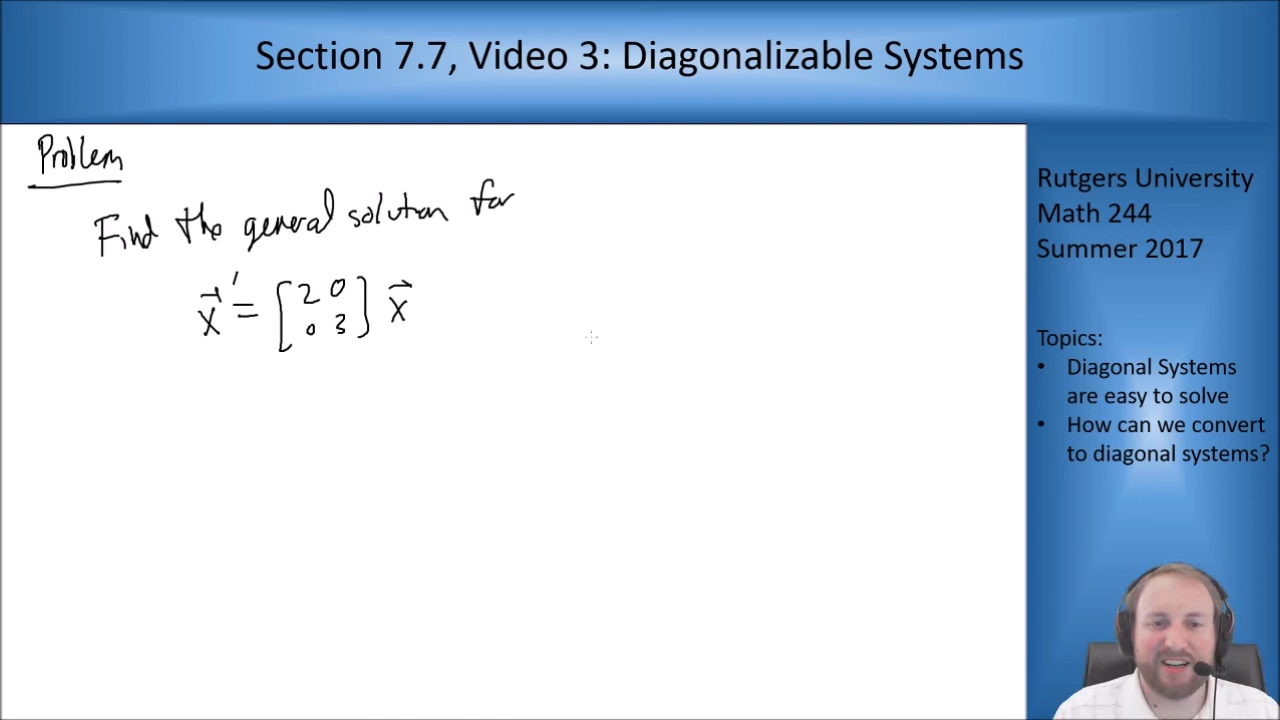 Section 7.7, Video 3: Diagonalizable Systems
Problem
Find the general solution for
x⃗' = [2 0
0 3] x⃗
Rutgers University
Math 244
Summer 2017
Topics:
• Diagonal Systems
are easy to solve
• How can we convert
to diagonal systems?